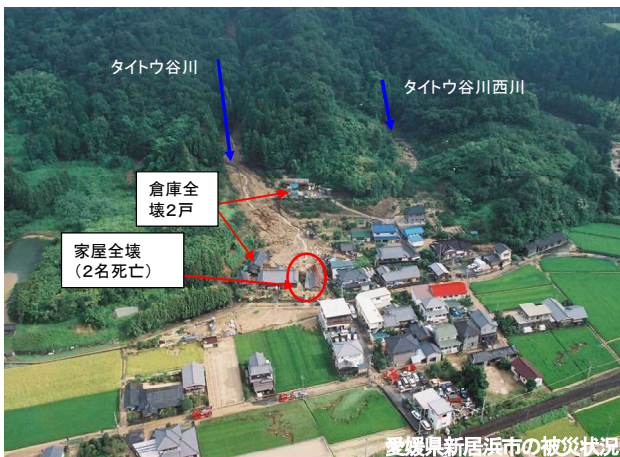 タイトウ谷川
タイトウ谷川西川
倉庫全
壊2戸
家屋全壊
(2名死亡)
愛媛県新居浜市の被災状況